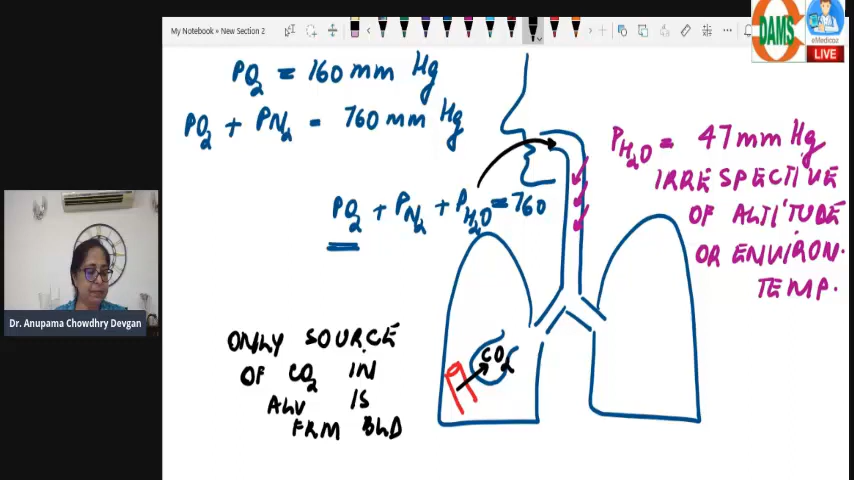 My Notebook » New Section 2
DAMS
eMedicoz
LIVE
PO2 = 160 mm Hg
PO2 + PN2 = 760 mm Hg
PO2 + PN2 + PH2O = 760
PH2O = 47 mm Hg
IRRESPECTIVE
OF ALTITUDE
OR ENVIRON.
TEMP.
Dr. Anupama Chowdhry Devgan
ONLY SOURCE
OF CO2 IN
ALV IS
FRM BLD
CO2